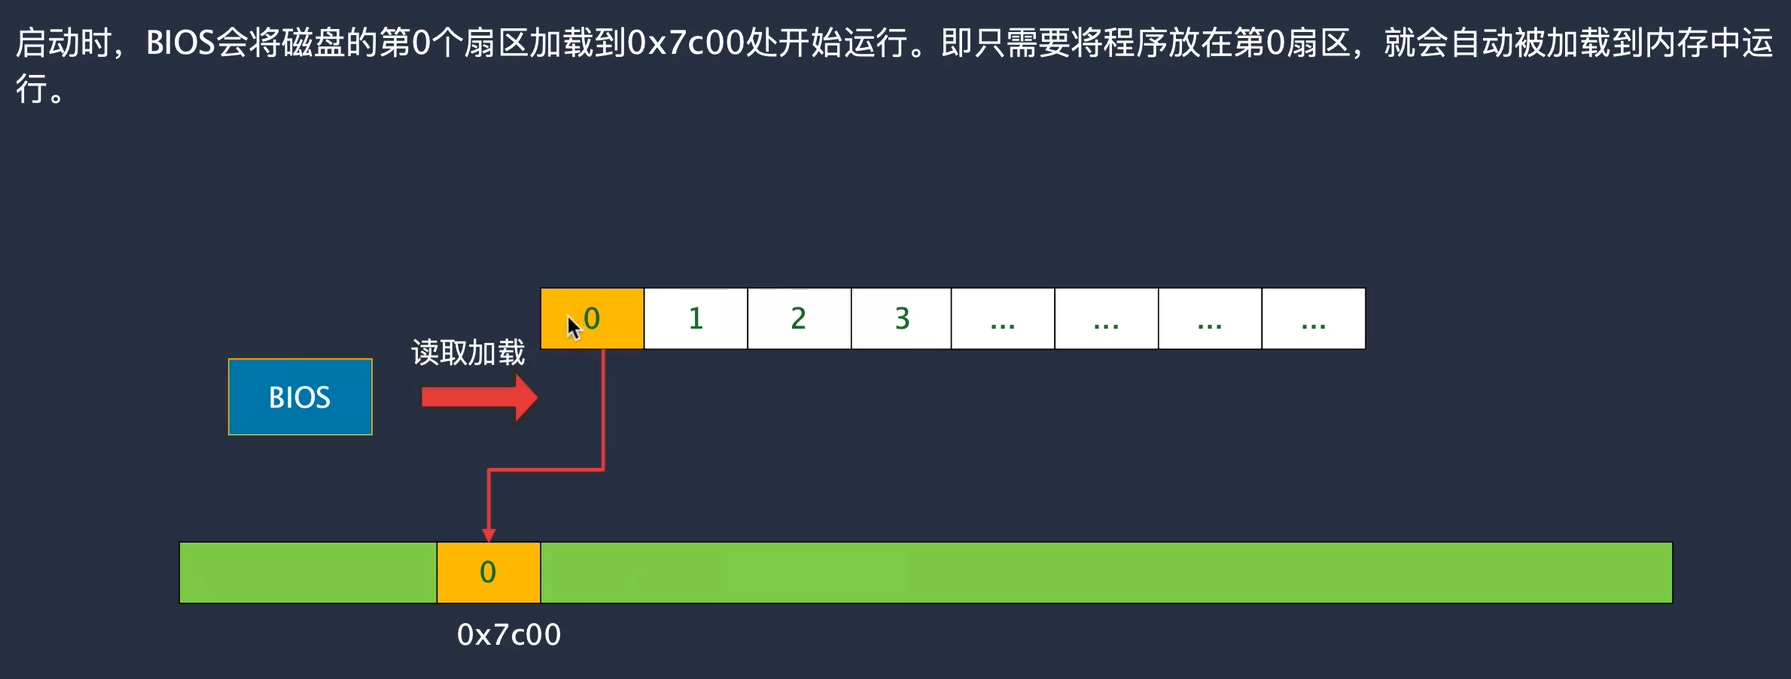 启动时，BIOS会将磁盘的第0个扇区加载到0x7c00处开始运行。即只需要将程序放在第0扇区，就会自动被加载到内存中运
行。
0 1 2 3 ... ... ... ...
读取加载
BIOS
0
0x7c00